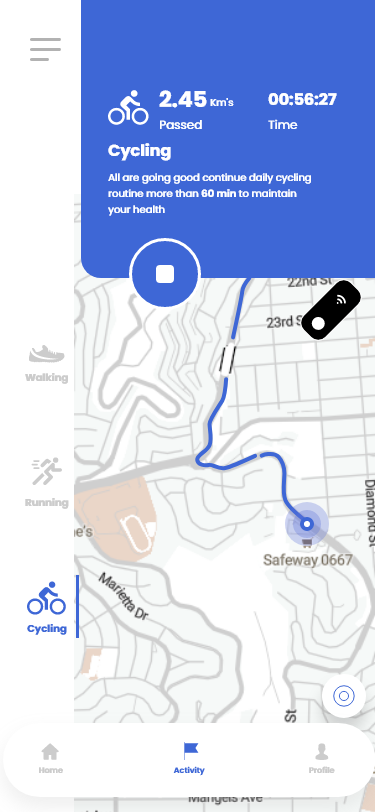 2.45 Km's
Passed
00:56:27
Time
Cycling
All are going good continue daily cycling
routine more than 60 min to maintain
your health
22nd St
23rd S
Walking
Running
Cycling
Diamond S
e's
Safeway 0667
Marietta Dr
St
Mangels Ave
Home
Activity
Profile